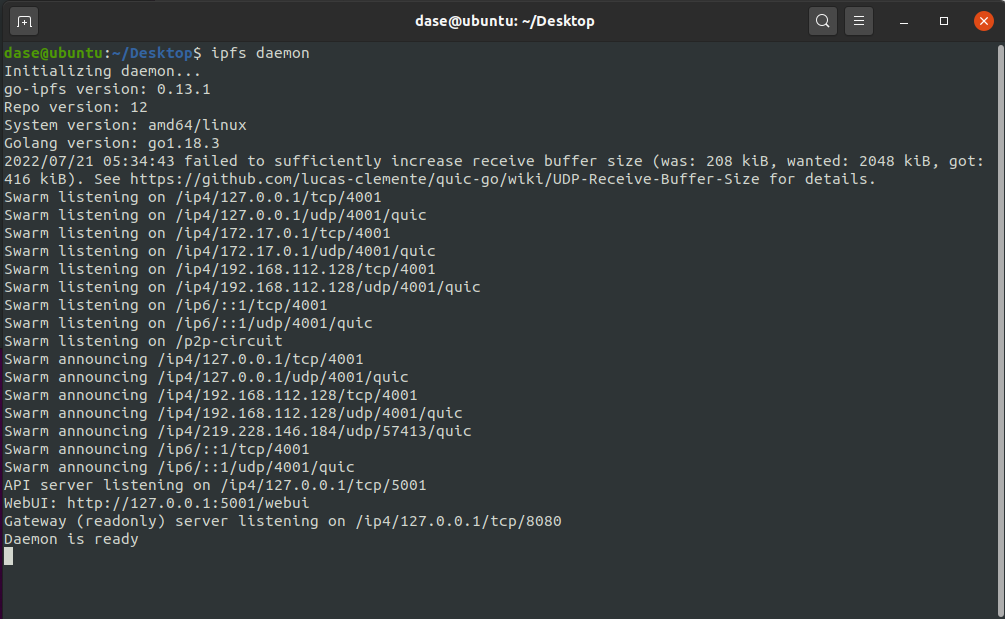 dase@ubuntu: ~/Desktop
dase@ubuntu:~/Desktop$ ipfs daemon
Initializing daemon...
go-ipfs version: 0.13.1
Repo version: 12
System version: amd64/linux
Golang version: go1.18.3
2022/07/21 05:34:43 failed to sufficiently increase receive buffer size (was: 208 kiB, wanted: 2048 kiB, got:
416 kiB). See https://github.com/lucas-clemente/quic-go/wiki/UDP-Receive-Buffer-Size for details.
Swarm listening on /ip4/127.0.0.1/tcp/4001
Swarm listening on /ip4/127.0.0.1/udp/4001/quic
Swarm listening on /ip4/172.17.0.1/tcp/4001
Swarm listening on /ip4/172.17.0.1/udp/4001/quic
Swarm listening on /ip4/192.168.112.128/tcp/4001
Swarm listening on /ip4/192.168.112.128/udp/4001/quic
Swarm listening on /ip6/::1/tcp/4001
Swarm listening on /ip6/::1/udp/4001/quic
Swarm listening on /p2p-circuit
Swarm announcing /ip4/127.0.0.1/tcp/4001
Swarm announcing /ip4/127.0.0.1/udp/4001/quic
Swarm announcing /ip4/192.168.112.128/tcp/4001
Swarm announcing /ip4/192.168.112.128/udp/4001/quic
Swarm announcing /ip4/219.228.146.184/udp/57413/quic
Swarm announcing /ip6/::1/tcp/4001
Swarm announcing /ip6/::1/udp/4001/quic
API server listening on /ip4/127.0.0.1/tcp/5001
WebUI: http://127.0.0.1:5001/webui
Gateway (readonly) server listening on /ip4/127.0.0.1/tcp/8080
Daemon is ready